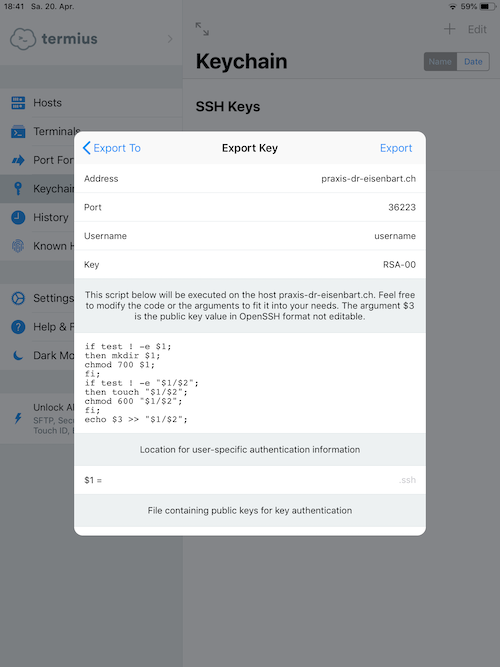 18:41 Sa. 20. Apr.
59%
termius
Edit
Keychain
Name Date
SSH Keys
Hosts
Terminals
Port For
Keychain
History
Known H
Settings
Help & F
Dark Mo
Unlock Al
SFTP, Secu
Touch ID,
Export To
Export Key
Export
Address praxis-dr-eisenbart.ch
Port 36223
Username username
Key RSA-00
This script below will be executed on the host praxis-dr-eisenbart.ch. Feel free
to modify the code or the arguments to fit it into your needs. The argument $3
is the public key value in OpenSSH format not editable.
if test ! -e $1;
then mkdir $1;
chmod 700 $1;
fi;
if test ! -e "$1/$2";
then touch "$1/$2";
chmod 600 "$1/$2";
fi;
echo $3 >> "$1/$2";
Location for user-specific authentication information
$1 = .ssh
File containing public keys for key authentication